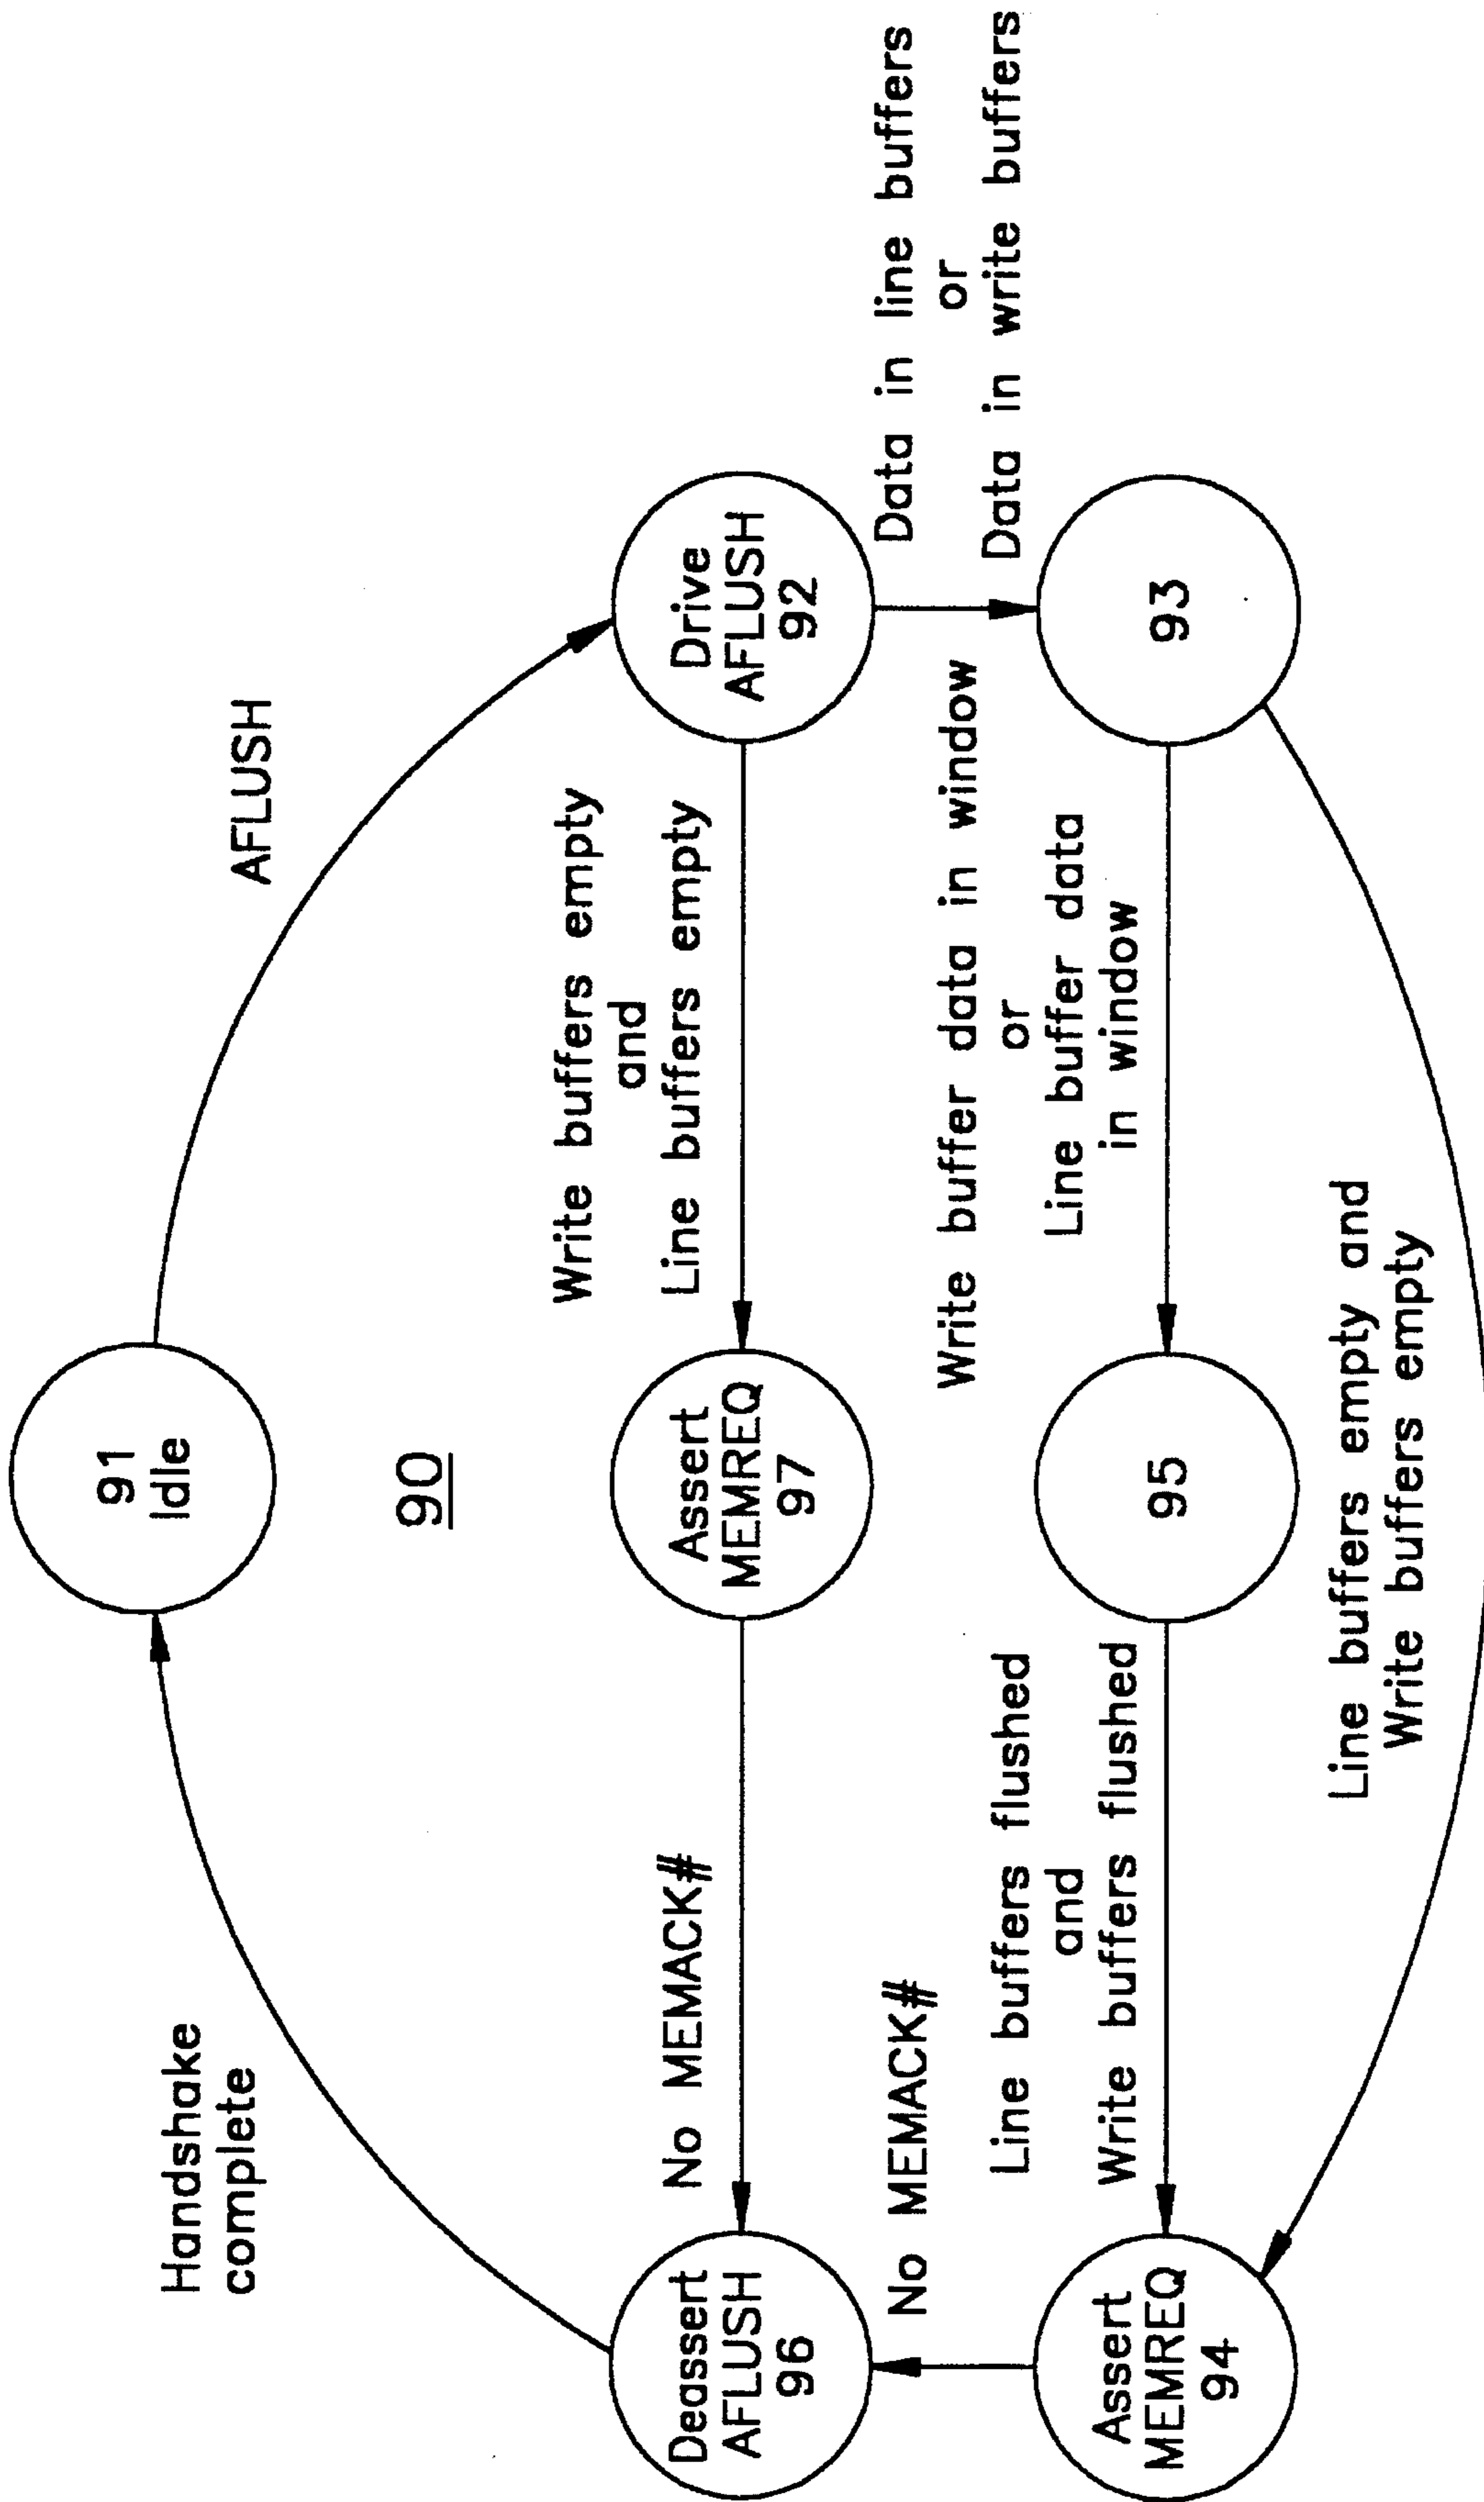 91
Idle
90
AFLUSH
Handshake
complete
Drive
AFLUSH
92
Write buffers empty
and
Line buffers empty
Assert
MEMREQ
97
No MEMACK#
Deassert
AFLUSH
96
Data in line buffers
or
Data in write buffers
No MEMACK#
93
Write buffer data in window
or
Line buffer data
in window
95
Line buffers flushed
and
Write buffers flushed
Assert
MEMREQ
94
Line buffers empty and
Write buffers empty